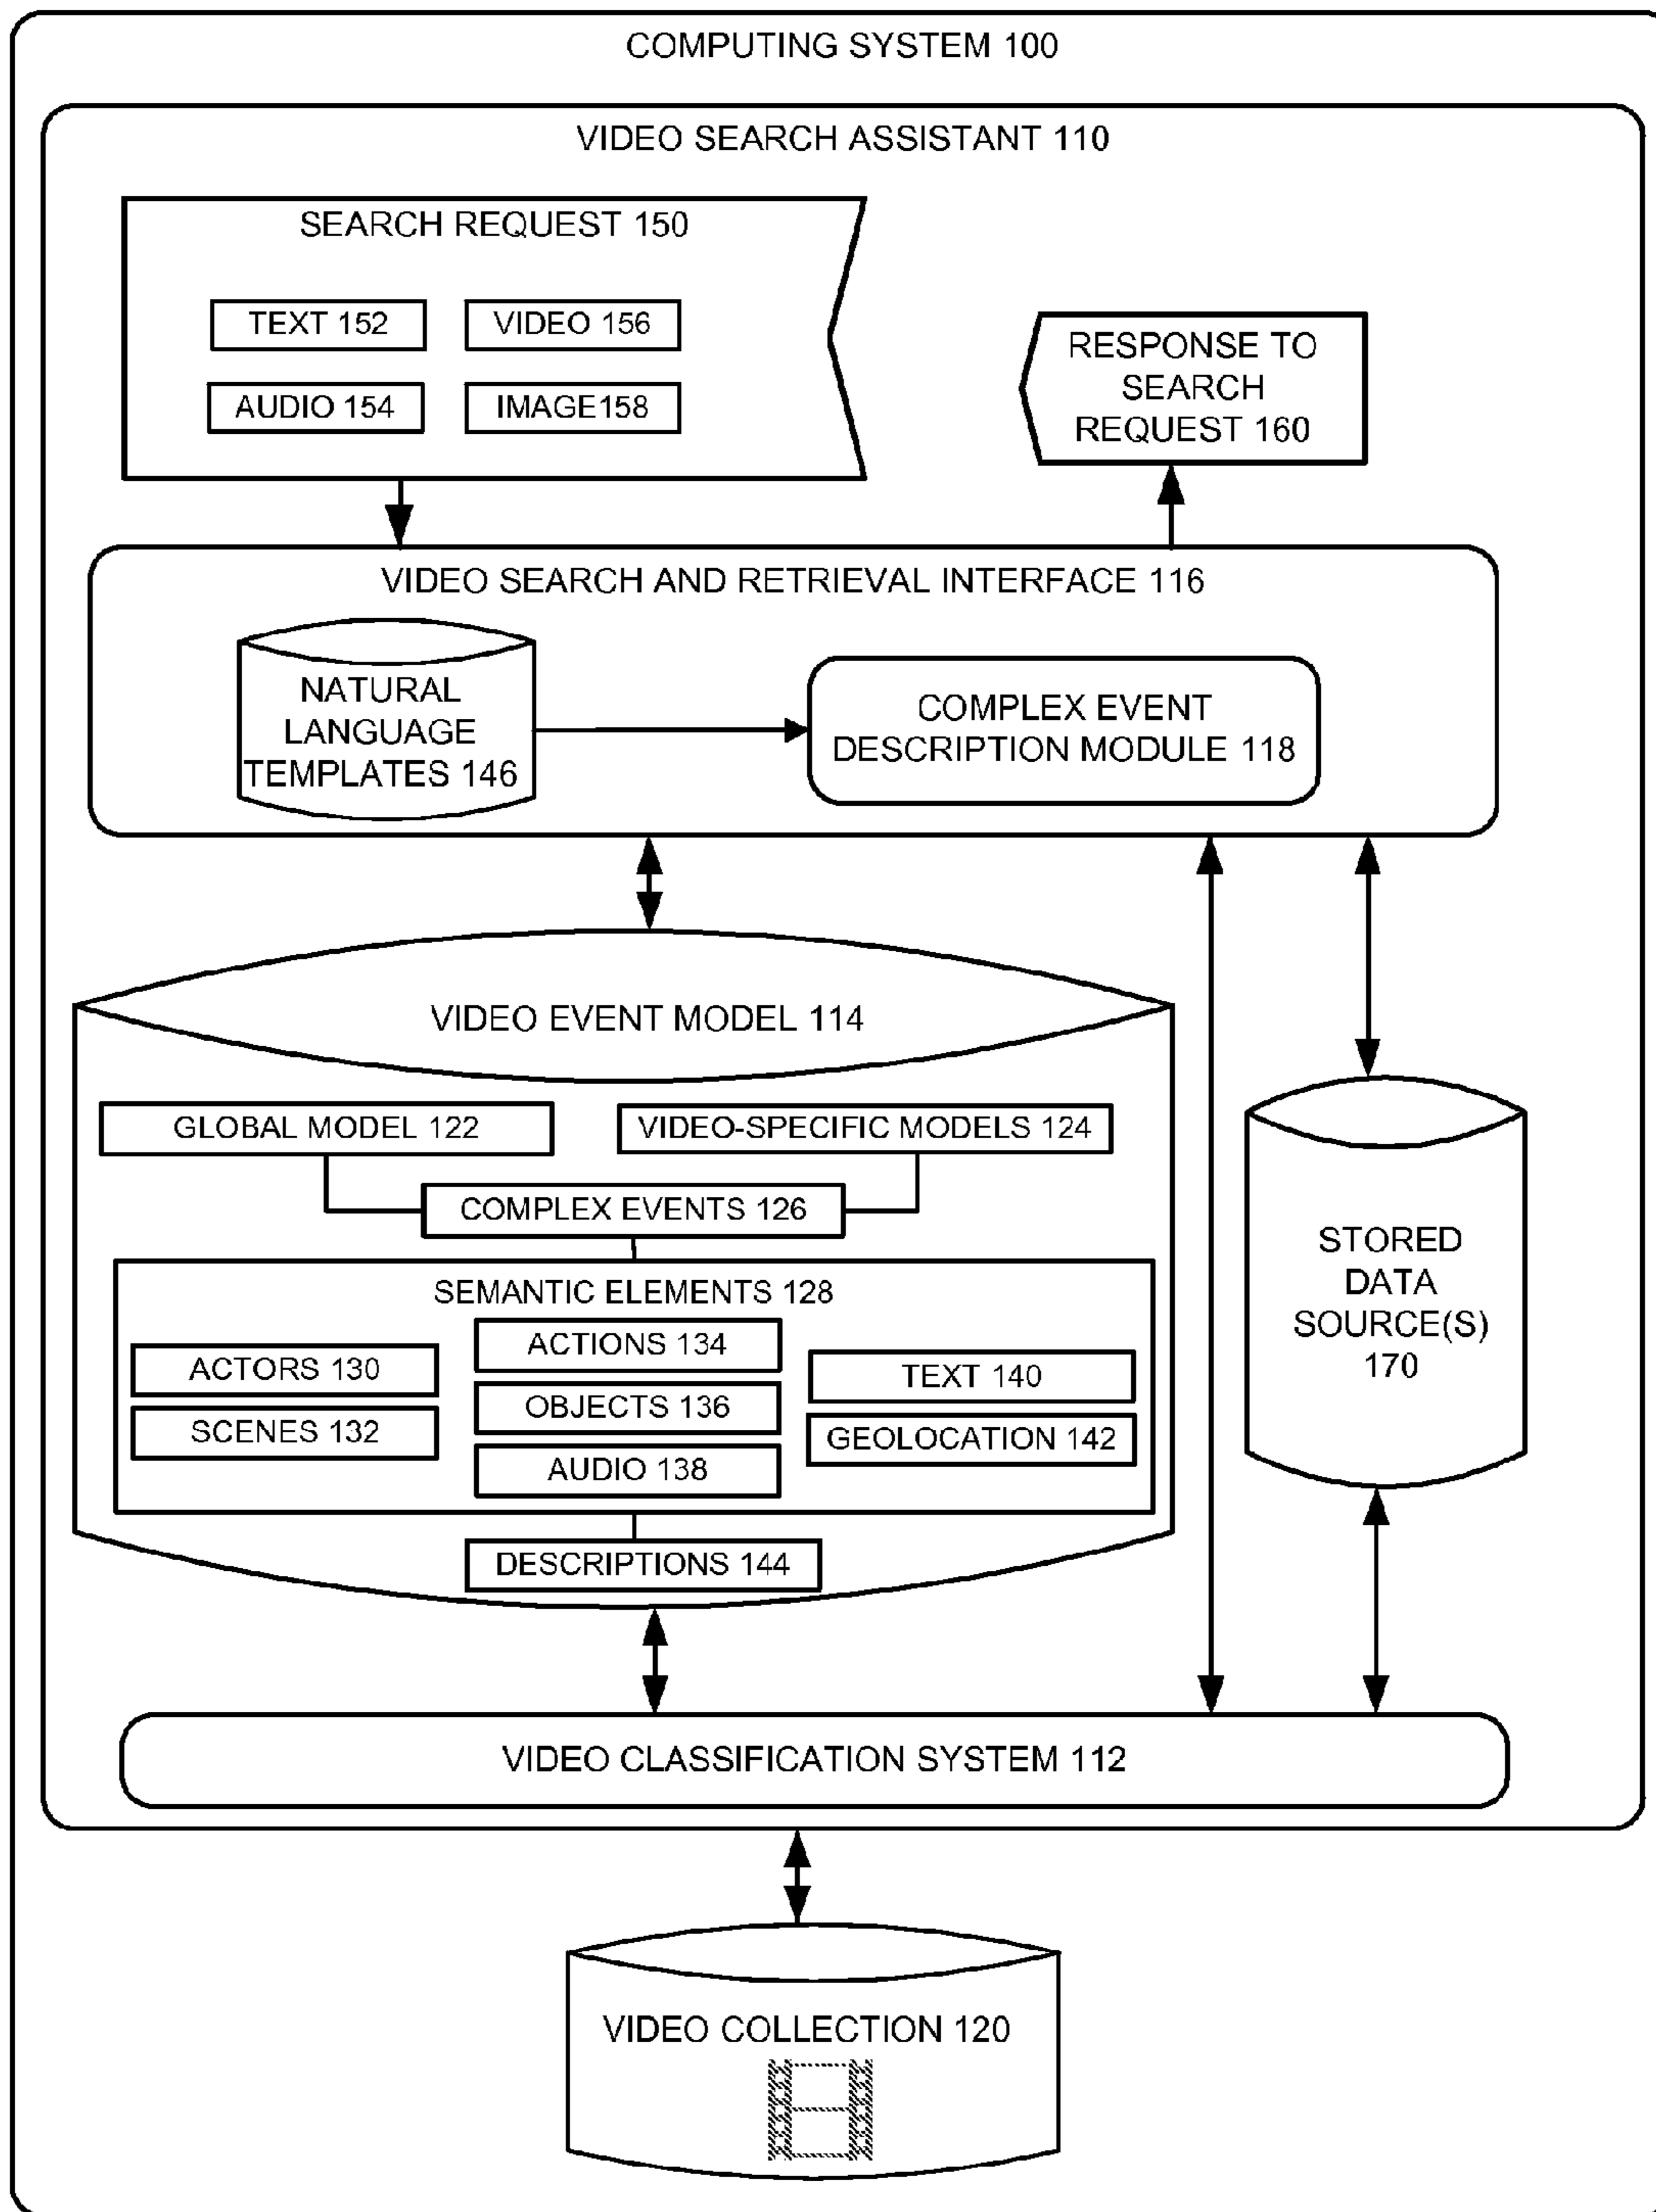 COMPUTING SYSTEM 100
VIDEO SEARCH ASSISTANT 110
SEARCH REQUEST 150
TEXT 152
VIDEO 156
AUDIO 154
IMAGE158
RESPONSE TO
SEARCH
REQUEST 160
VIDEO SEARCH AND RETRIEVAL INTERFACE 116
NATURAL
LANGUAGE
TEMPLATES 146
COMPLEX EVENT
DESCRIPTION MODULE 118
VIDEO EVENT MODEL 114
GLOBAL MODEL 122
VIDEO-SPECIFIC MODELS 124
COMPLEX EVENTS 126
SEMANTIC ELEMENTS 128
ACTORS 130
SCENES 132
ACTIONS 134
OBJECTS 136
AUDIO 138
TEXT 140
GEOLOCATION 142
DESCRIPTIONS 144
STORED
DATA
SOURCE(S)
170
VIDEO CLASSIFICATION SYSTEM 112
VIDEO COLLECTION 120